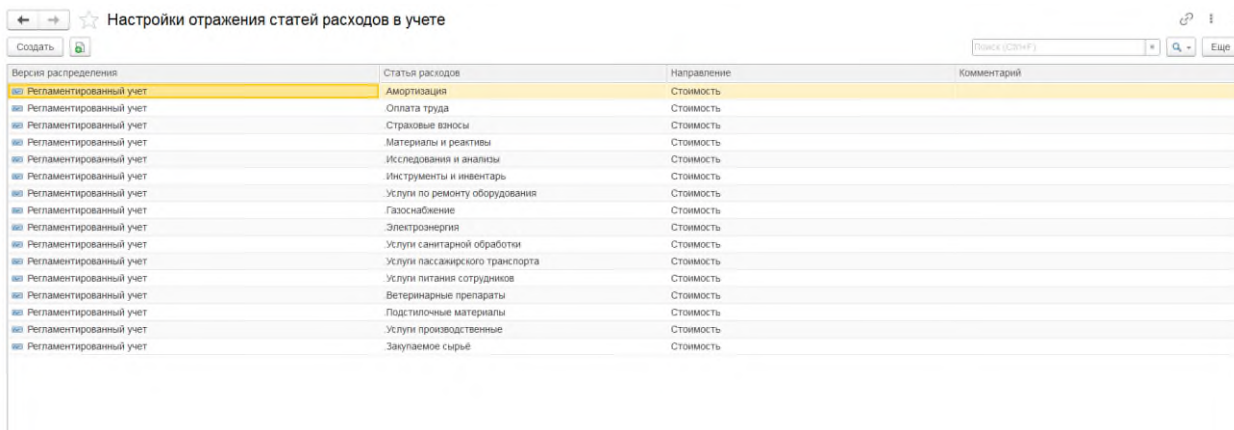 Настройки отражения статей расходов в учете
Создать
Поиск (Ctrl+F)
×
Еще
Версия распределения Статья расходов Направление Комментарий
Регламентированный учет Амортизация Стоимость
Регламентированный учет Оплата труда Стоимость
Регламентированный учет Страховые взносы Стоимость
Регламентированный учет Материалы и реактивы Стоимость
Регламентированный учет Исследования и анализы Стоимость
Регламентированный учет Инструменты и инвентарь Стоимость
Регламентированный учет Услуги по ремонту оборудования Стоимость
Регламентированный учет Газоснабжение Стоимость
Регламентированный учет Электроэнергия Стоимость
Регламентированный учет Услуги санитарной обработки Стоимость
Регламентированный учет Услуги пассажирского транспорта Стоимость
Регламентированный учет Услуги питания сотрудников Стоимость
Регламентированный учет Ветеринарные препараты Стоимость
Регламентированный учет Подстилочные материалы Стоимость
Регламентированный учет Услуги производственные Стоимость
Регламентированный учет Закупаемое сырьё Стоимость